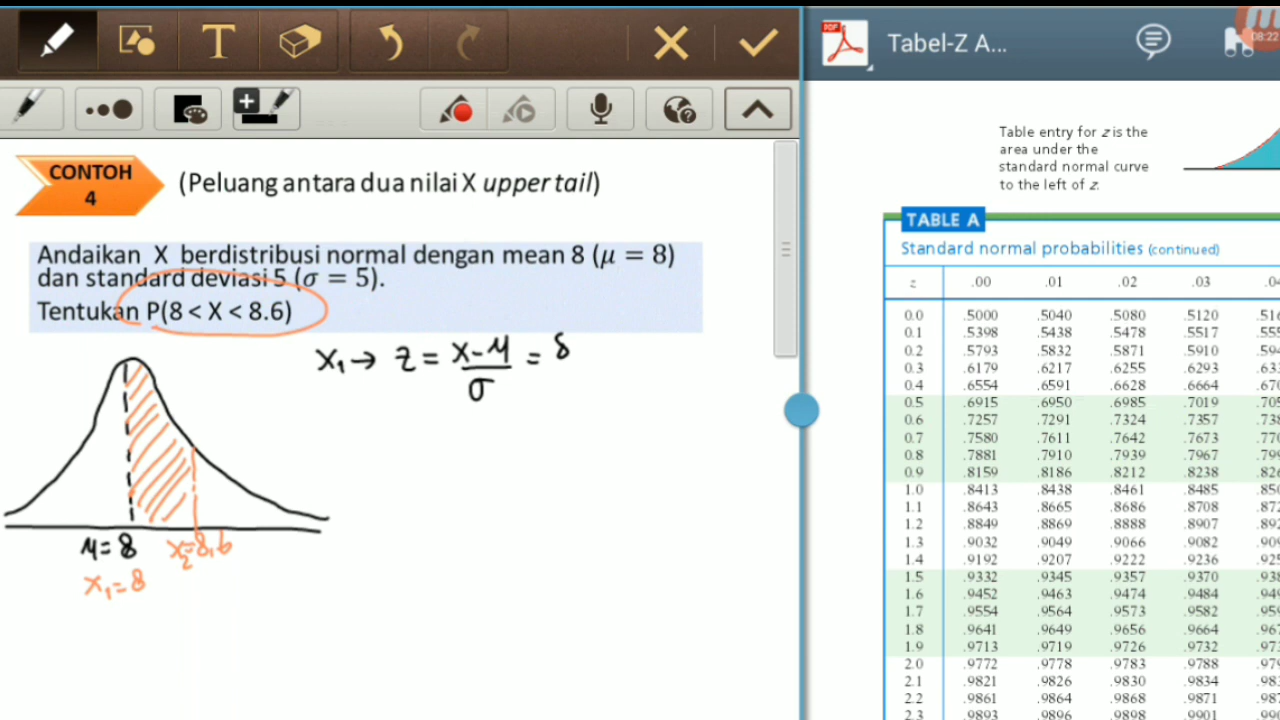 T
PDF
Tabel-Z A...
08:22
CONTOH
4
(Peluang antara dua nilai X upper tail)
Andaikan X berdistribusi normal dengan mean 8 (μ = 8)
dan standard deviasi 5 (σ = 5).
Tentukan P(8 < X < 8.6)
X₁→ z = x-μ/σ = 8
μ = 8
x₂=8,6
x₁=8
Table entry for z is the
area under the
standard normal curve
to the left of z.
TABLE A
Standard normal probabilities (continued)
z .00 .01 .02 .03
0.0 .5000 .5040 .5080 .5120
0.1 .5398 .5438 .5478 .5517
0.2 .5793 .5832 .5871 .5910
0.3 .6179 .6217 .6255 .6293
0.4 .6554 .6591 .6628 .6664
0.5 .6915 .6950 .6985 .7019
0.6 .7257 .7291 .7324 .7357
0.7 .7580 .7611 .7642 .7673
0.8 .7881 .7910 .7939 .7967
0.9 .8159 .8186 .8212 .8238
1.0 .8413 .8438 .8461 .8485
1.1 .8643 .8665 .8686 .8708
1.2 .8849 .8869 .8888 .8907
1.3 .9032 .9049 .9066 .9082
1.4 .9192 .9207 .9222 .9236
1.5 .9332 .9345 .9357 .9370
1.6 .9452 .9463 .9474 .9484
1.7 .9554 .9564 .9573 .9582
1.8 .9641 .9649 .9656 .9664
1.9 .9713 .9719 .9726 .9732
2.0 .9772 .9778 .9783 .9788
2.1 .9821 .9826 .9830 .9834
2.2 .9861 .9864 .9868 .9871
2.3 .9893 .9896 .9898 .9901